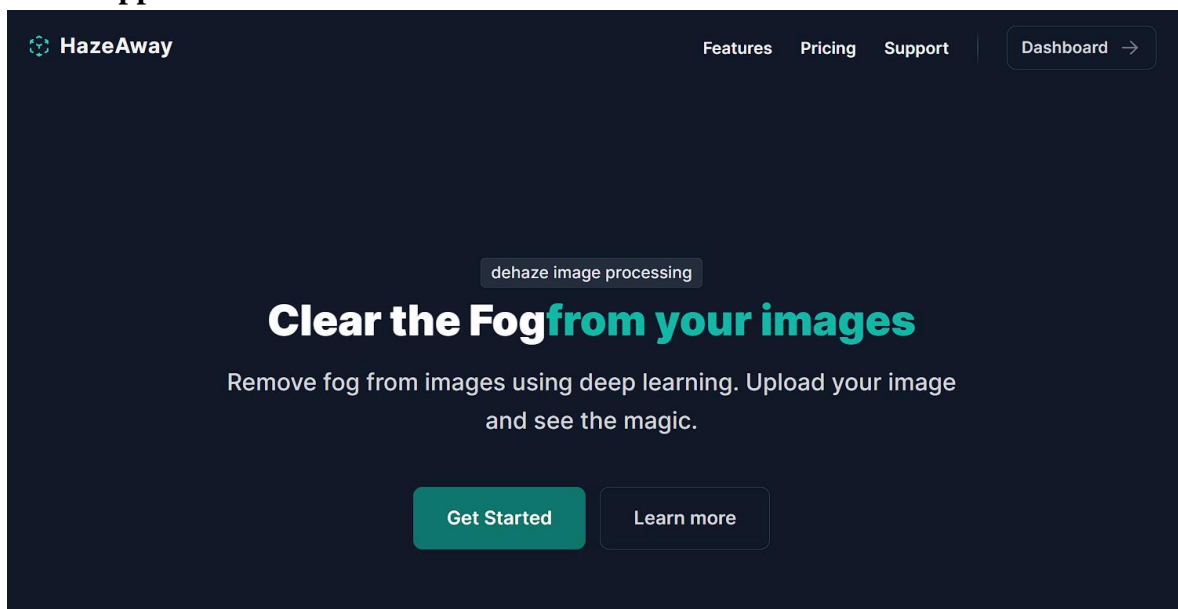 HazeAway
Features Pricing Support Dashboard →
dehaze image processing
Clear the Fogfrom your images
Remove fog from images using deep learning. Upload your image
and see the magic.
Get Started Learn more